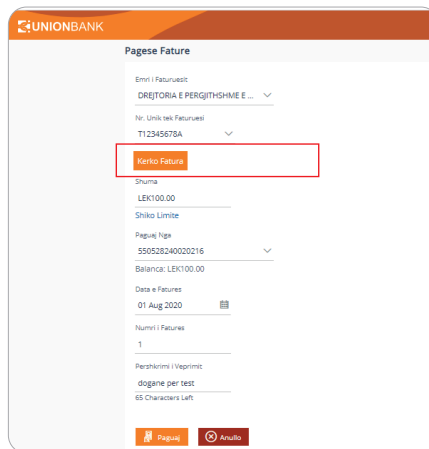 UNIONBANK
Pagese Fature
Emri i Faturuesit
DREJTORIA E PERGJITHSHME E ...
Nr. Unik tek Faturuesi
T12345678A
Kerko Fatura
Shuma
LEK100.00
Shiko Limite
Paguaj Nga
550528240020216
Balanca: LEK100.00
Data e Fatures
01 Aug 2020
Numri i Fatures
1
Pershkrimi i Veprimit
dogane per test
65 Characters Left
Paguaj
Anullo